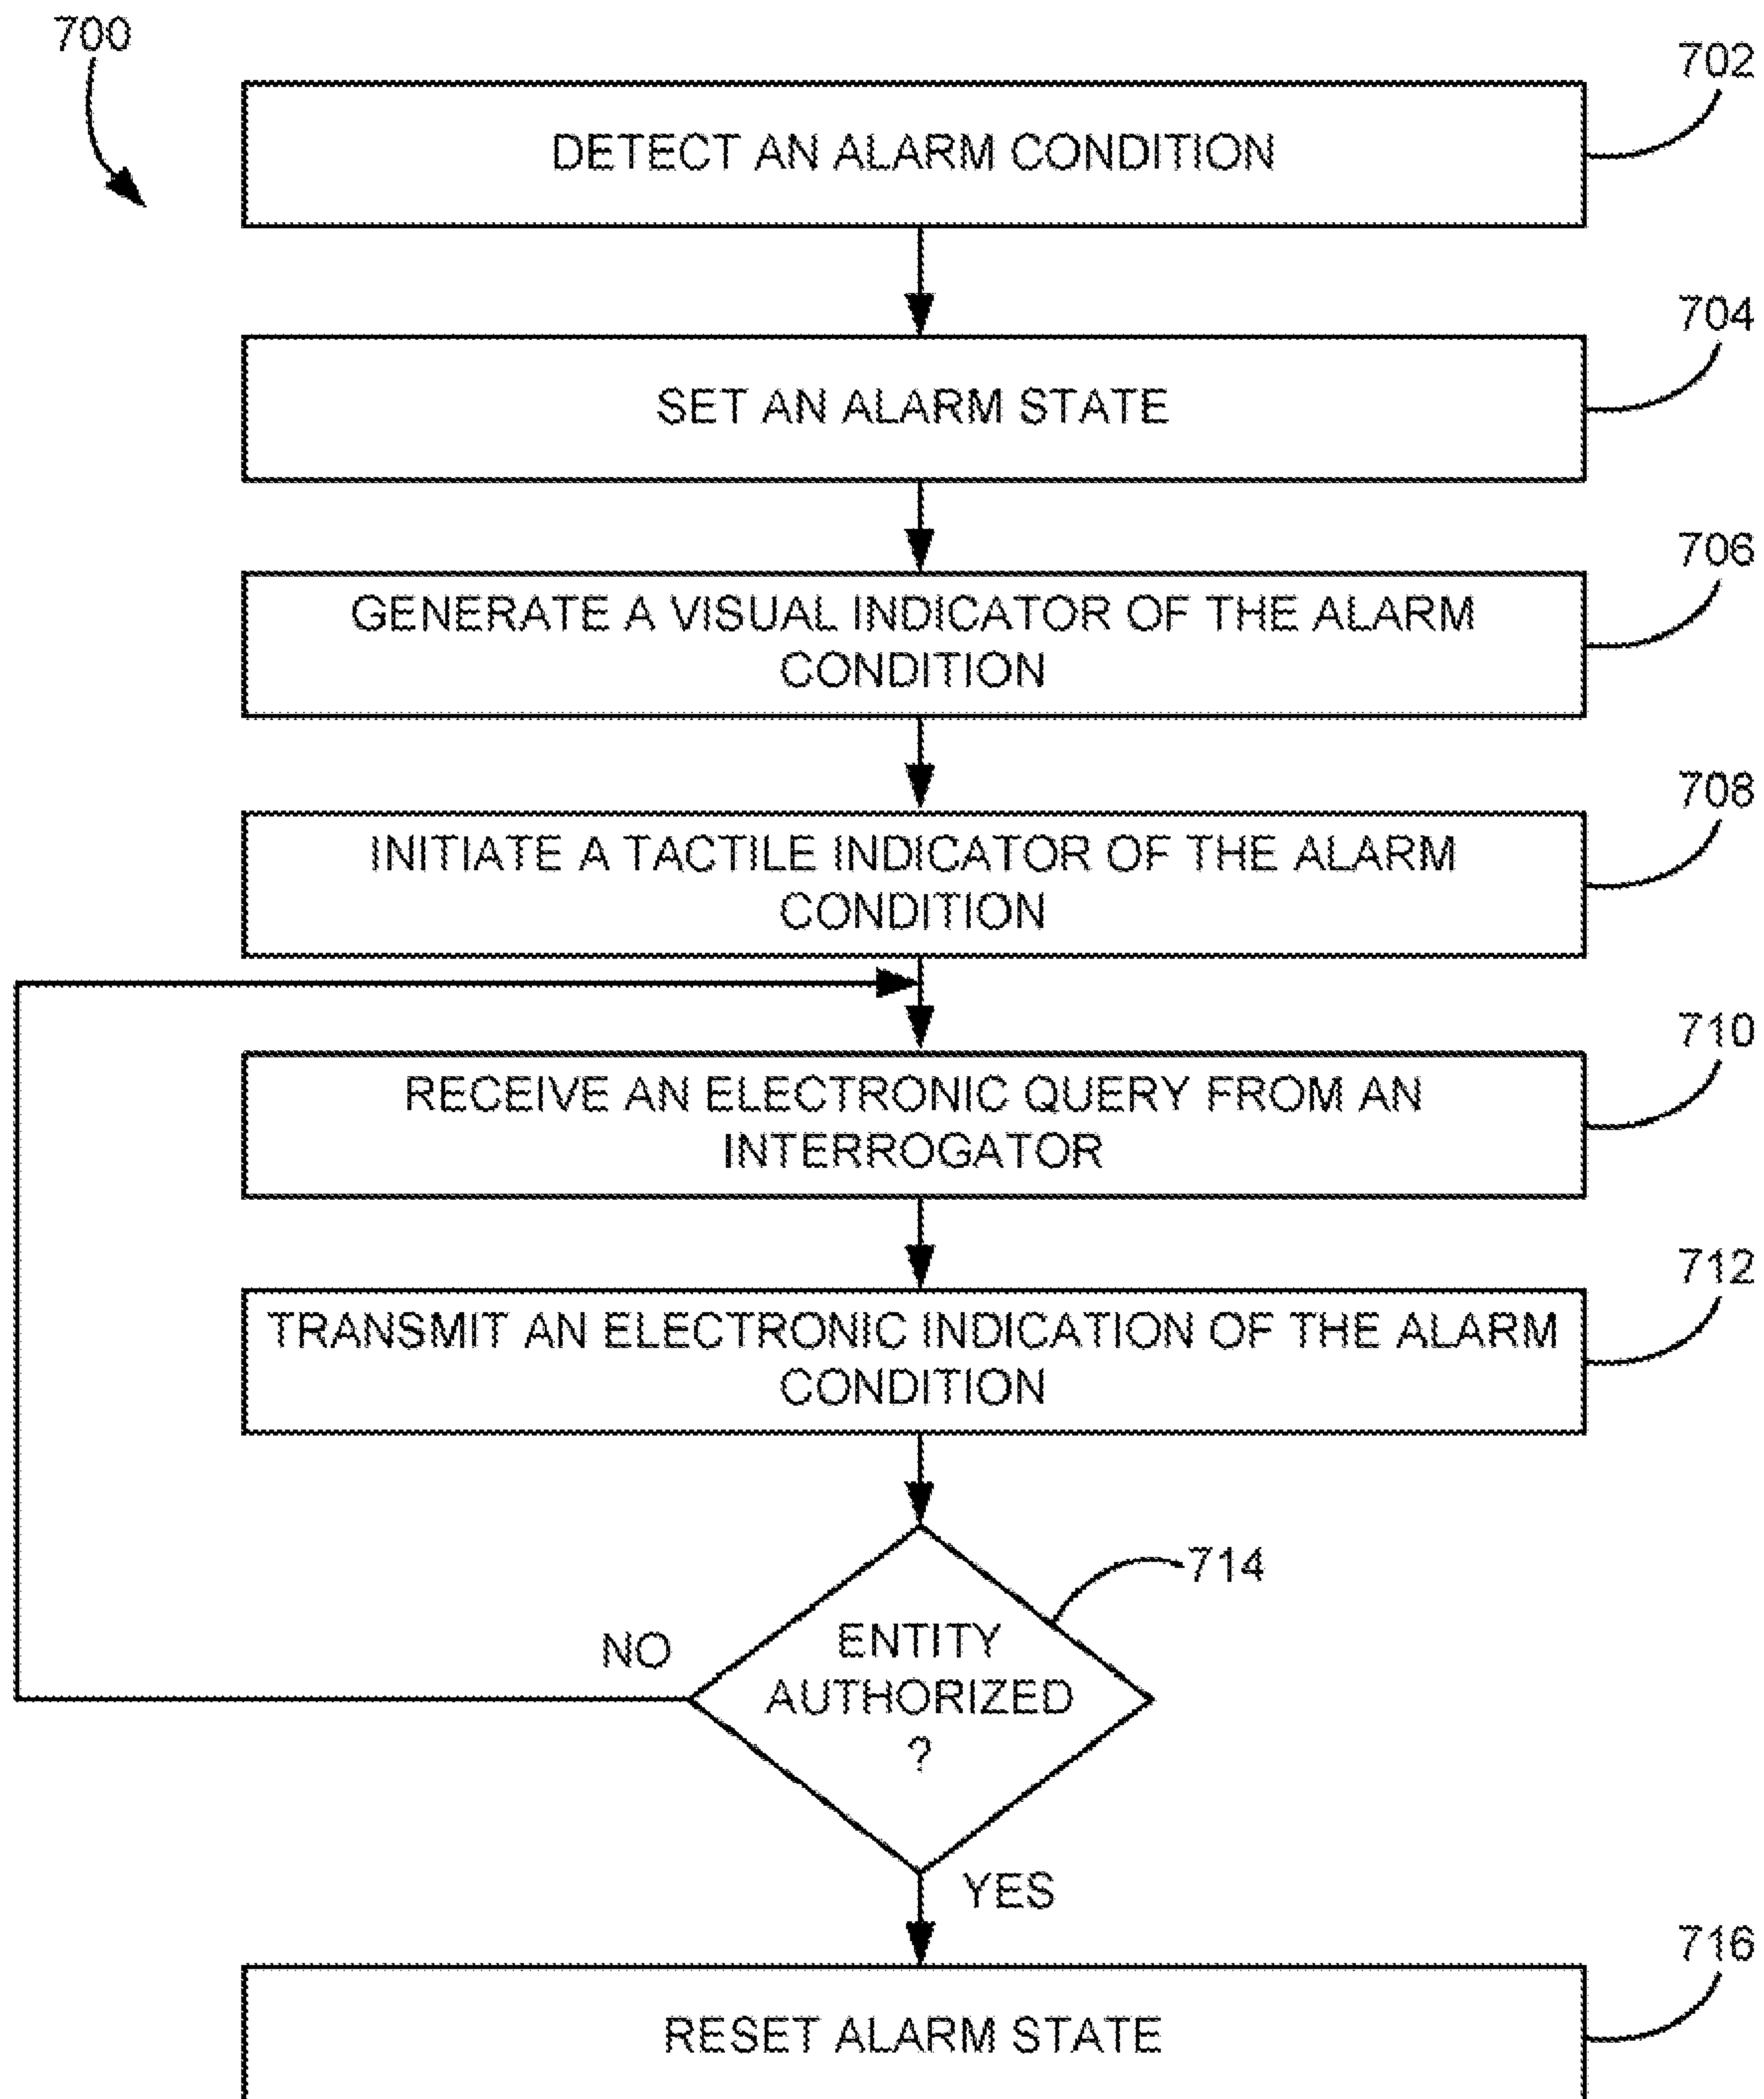 700
702
DETECT AN ALARM CONDITION
704
SET AN ALARM STATE
706
GENERATE A VISUAL INDICATOR OF THE ALARM
CONDITION
708
INITIATE A TACTILE INDICATOR OF THE ALARM
CONDITION
710
RECEIVE AN ELECTRONIC QUERY FROM AN
INTERROGATOR
712
TRANSMIT AN ELECTRONIC INDICATION OF THE ALARM
CONDITION
714
NO
ENTITY
AUTHORIZED
?
YES
716
RESET ALARM STATE